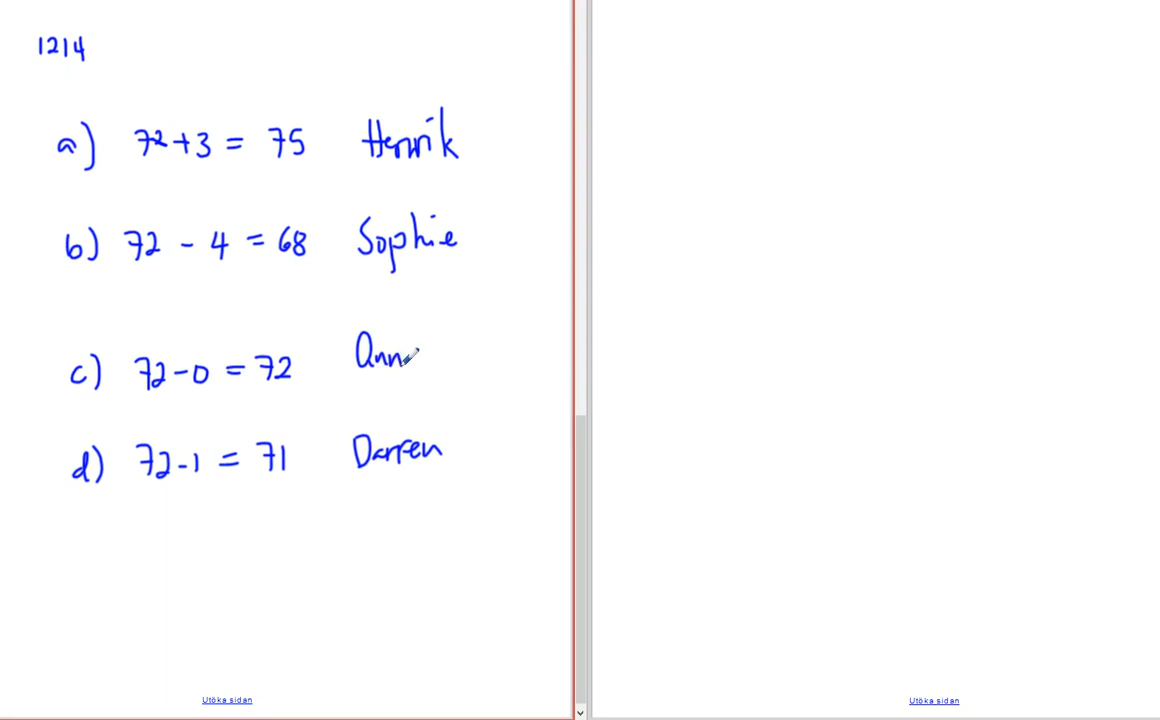 1214
a) 72+3 = 75 Henrik
b) 72 - 4 = 68 Sophie
c) 72-0 = 72 Ann
d) 72-1 = 71 Darren
Utöka sidan
Utöka sidan